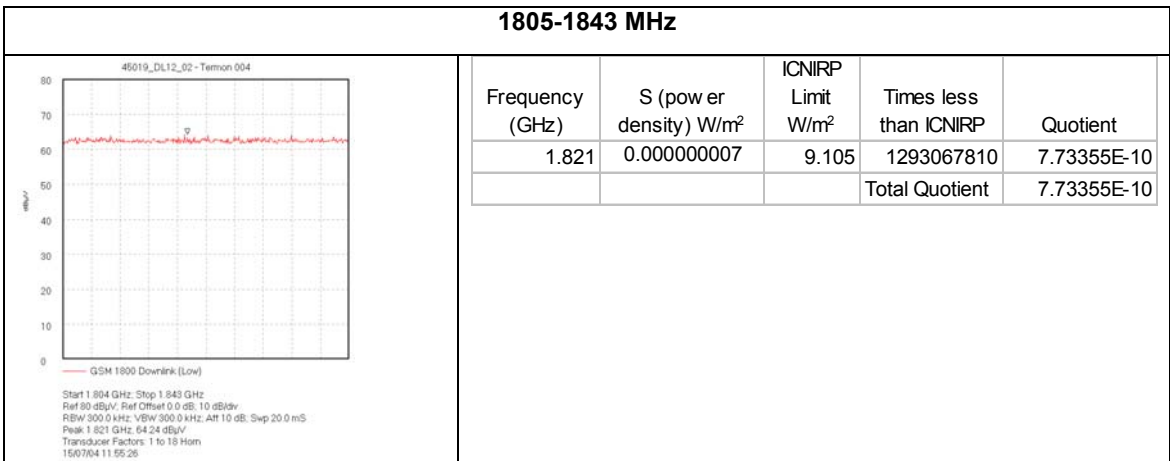 1805-1843 MHz
45019_DL12_02 - Termon 004
80
70
60
50
40
30
20
10
0
dBµV
GSM 1800 Downlink (Low)
Start 1.804 GHz; Stop 1.843 GHz
Ref 80 dBµV; Ref Offset 0.0 dB; 10 dB/div
RBW 300.0 kHz; VBW 300.0 kHz; Att 10 dB; Swp 20.0 mS
Peak 1.821 GHz, 64.24 dBµV
Transducer Factors: 1 to 18 Horn
15/07/04 11:55:26
Frequency (GHz) S (pow er density) W/m² ICNIRP Limit W/m² Times less than ICNIRP Quotient
1.821 0.000000007 9.105 1293067810 7.73355E-10
Total Quotient 7.73355E-10